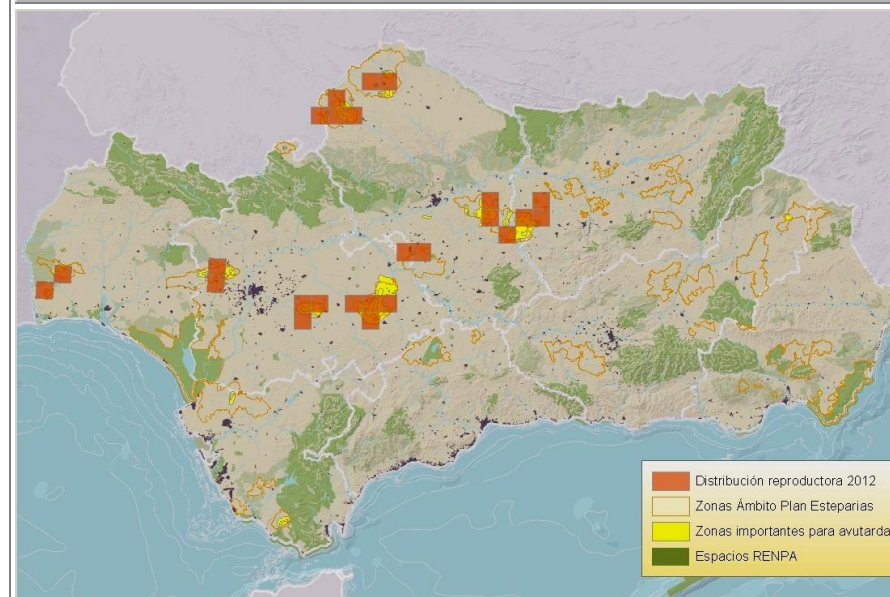 Distribución reproductora 2012
Zonas Ámbito Plan Esteparias
Zonas importantes para avutarda
Espacios RENPA